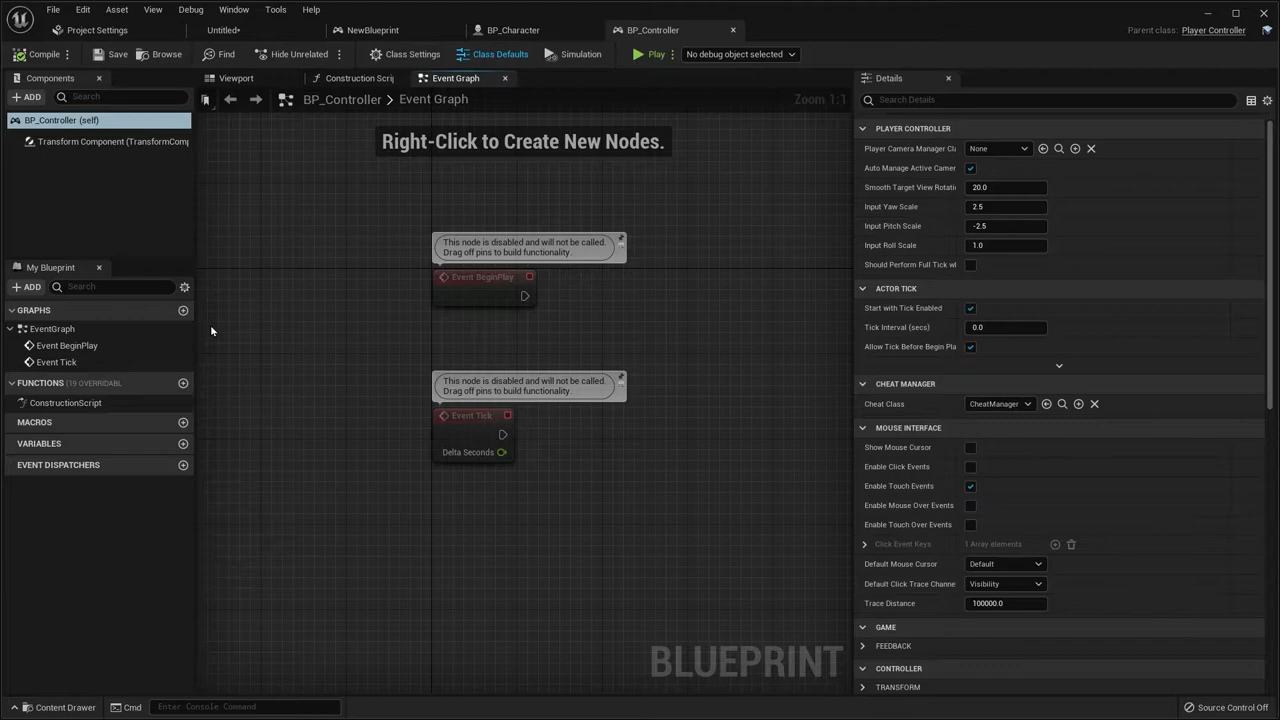 File Edit Asset View Debug Window Tools Help
Project Settings Untitled* NewBlueprint BP_Character BP_Controller Parent class: Player Controller
Compile Save Browse Find Hide Unrelated Class Settings Class Defaults Simulation Play No debug object selected
Components Viewport Construction Scrip Event Graph Details
ADD Search BP_Controller Event Graph Zoom 1:1 Search Details
BP_Controller (self)
Transform Component (TransformComp
Right-Click to Create New Nodes.
This node is disabled and will not be called.
Drag off pins to build functionality.
Event BeginPlay
This node is disabled and will not be called.
Drag off pins to build functionality.
Event Tick
Delta Seconds
BLUEPRINT
My Blueprint
ADD Search
GRAPHS
EventGraph
Event BeginPlay
Event Tick
FUNCTIONS (19 OVERRIDABL
ConstructionScript
MACROS
VARIABLES
EVENT DISPATCHERS
PLAYER CONTROLLER
Player Camera Manager Cla None
Auto Manage Active Camer
Smooth Target View Rotatio 20.0
Input Yaw Scale 2.5
Input Pitch Scale -2.5
Input Roll Scale 1.0
Should Perform Full Tick wh
ACTOR TICK
Start with Tick Enabled
Tick Interval (secs) 0.0
Allow Tick Before Begin Pla
CHEAT MANAGER
Cheat Class CheatManager
MOUSE INTERFACE
Show Mouse Cursor
Enable Click Events
Enable Touch Events
Enable Mouse Over Events
Enable Touch Over Events
Click Event Keys 1 Array elements
Default Mouse Cursor Default
Default Click Trace Channe Visibility
Trace Distance 100000.0
GAME
FEEDBACK
CONTROLLER
TRANSFORM
Content Drawer Cmd Enter Console Command Source Control Off